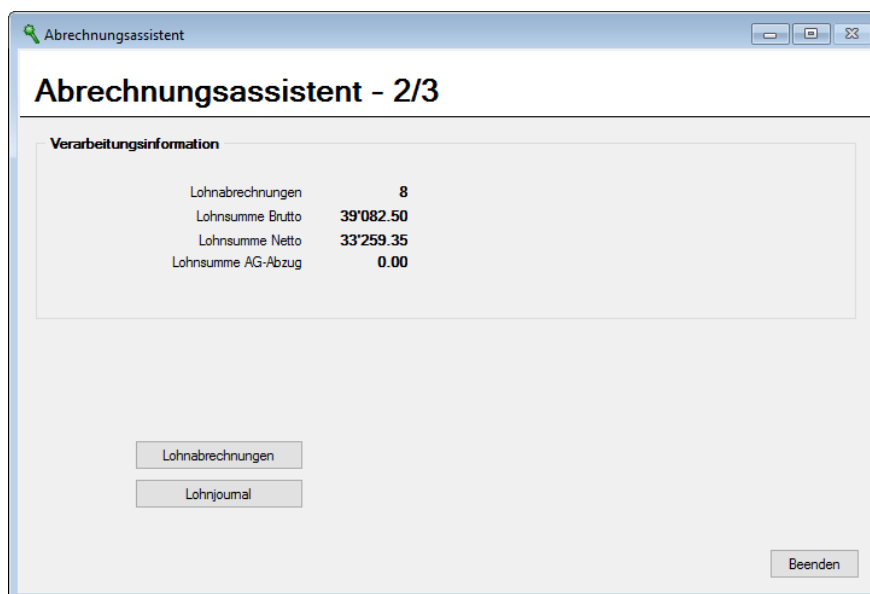 Abrechnungsassistent
Abrechnungsassistent - 2/3
Verarbeitungsinformation
Lohnabrechnungen 8
Lohnsumme Brutto 39'082.50
Lohnsumme Netto 33'259.35
Lohnsumme AG-Abzug 0.00
Lohnabrechnungen
Lohnjournal
Beenden